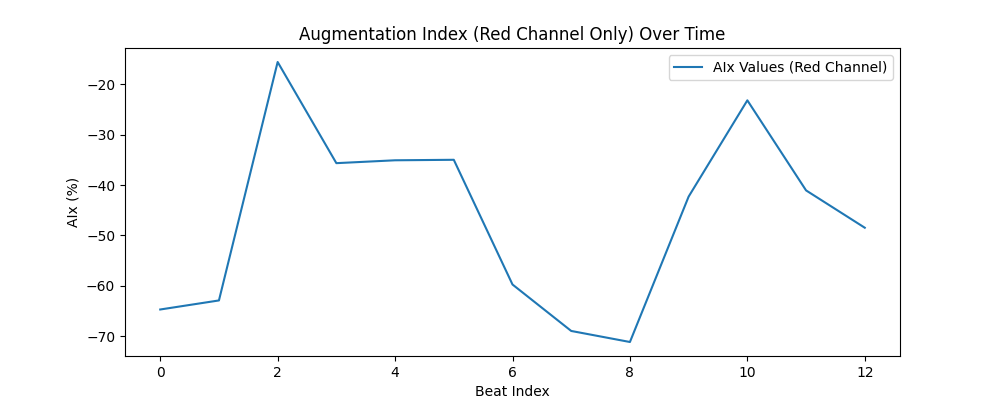 Augmentation Index (Red Channel Only) Over Time
AIx Values (Red Channel)
−20
−30
−40
−50
−60
−70
AIx (%)
0 2 4 6 8 10 12
Beat Index